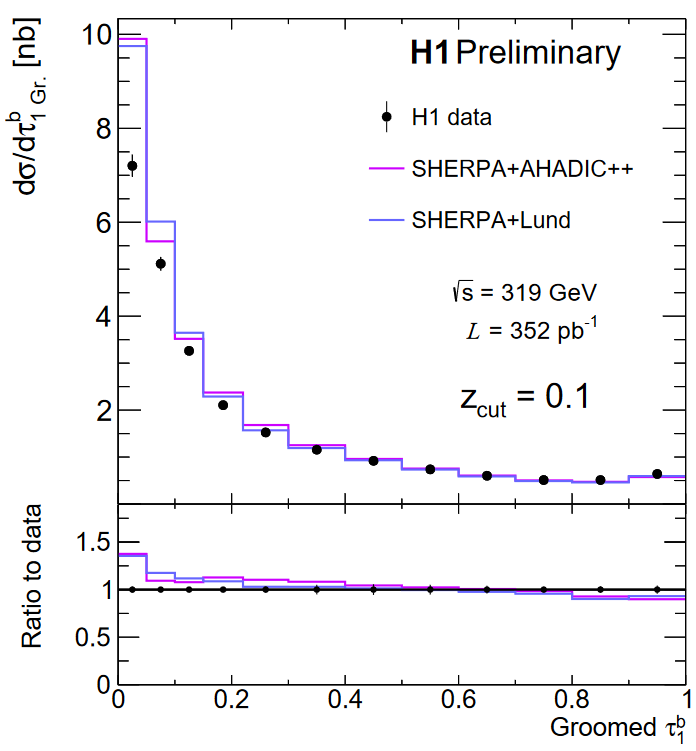 dσ/dτ₁ᵇ Gr. [nb]
10
8
6
4
2
H1 Preliminary
H1 data
SHERPA+AHADIC++
SHERPA+Lund
√s = 319 GeV
L = 352 pb⁻¹
z_cut = 0.1
Ratio to data
1.5
1
0.5
0
0 0.2 0.4 0.6 0.8 1
Groomed τ₁ᵇ